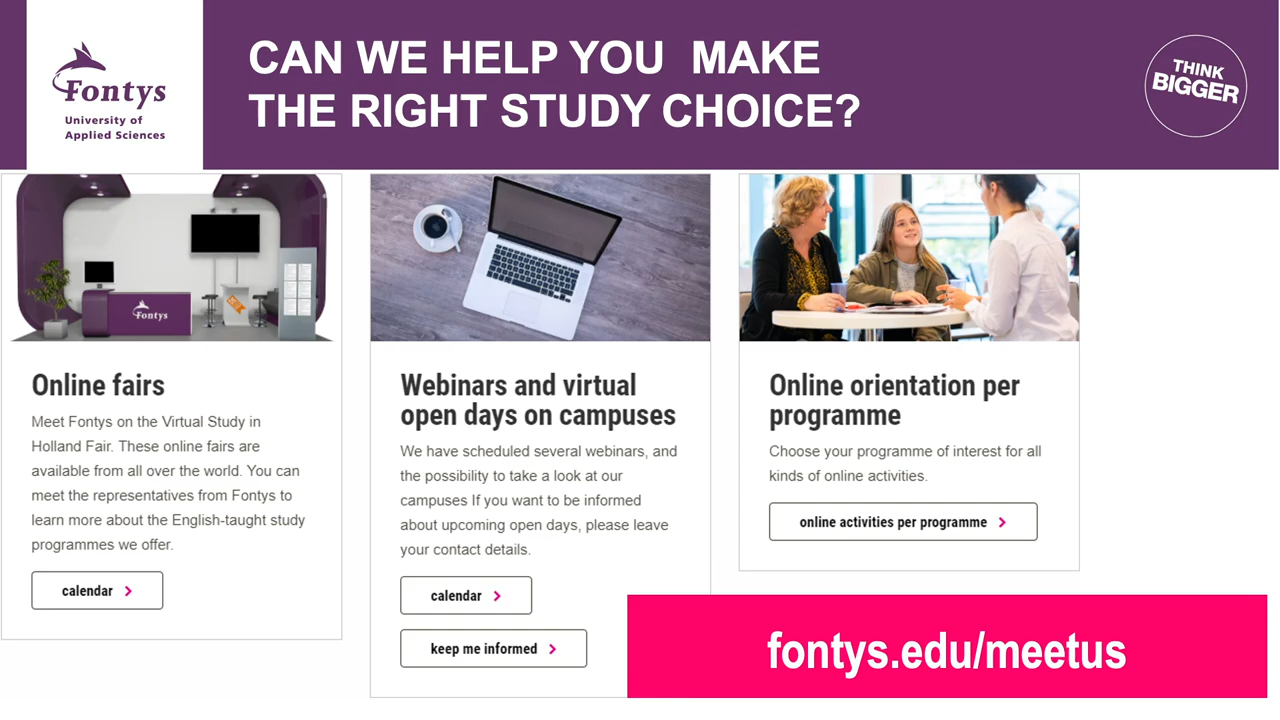 Fontys
University of
Applied Sciences
CAN WE HELP YOU MAKE
THE RIGHT STUDY CHOICE?
THINK
BIGGER
Fontys
Online fairs
Meet Fontys on the Virtual Study in
Holland Fair. These online fairs are
available from all over the world. You can
meet the representatives from Fontys to
learn more about the English-taught study
programmes we offer.
calendar
Webinars and virtual
open days on campuses
We have scheduled several webinars, and
the possibility to take a look at our
campuses If you want to be informed
about upcoming open days, please leave
your contact details.
calendar
keep me informed
Online orientation per
programme
Choose your programme of interest for all
kinds of online activities.
online activities per programme
fontys.edu/meetus